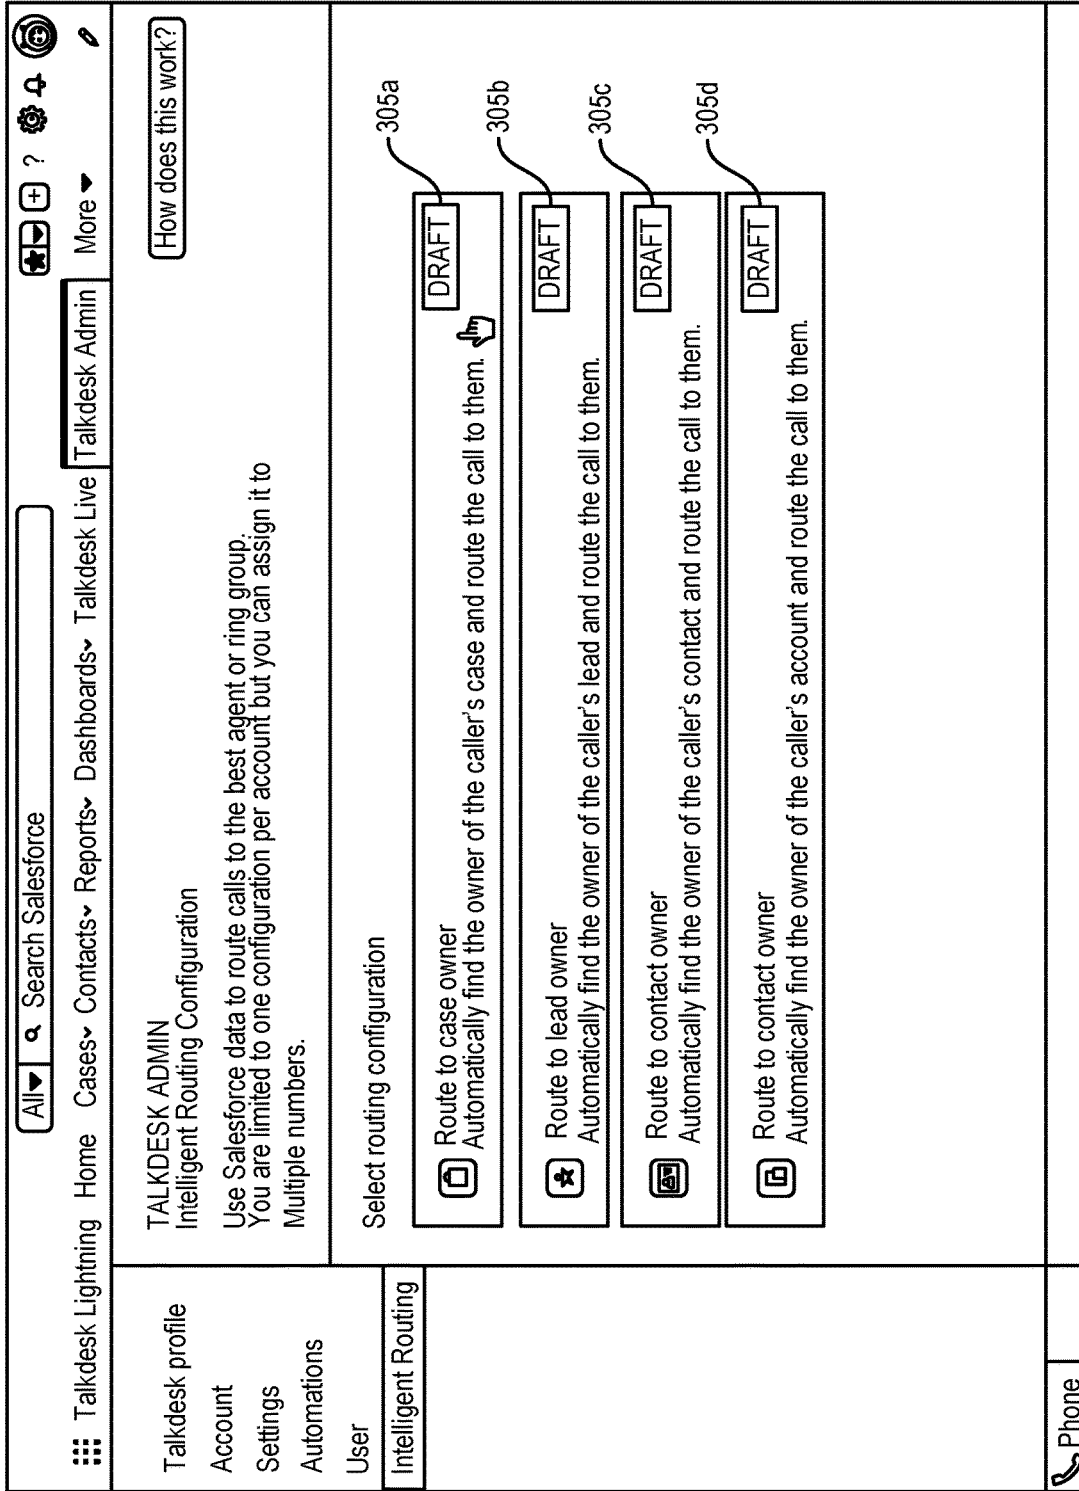 All Search Salesforce + ?
Talkdesk Lightning Home Cases Contacts Reports Dashboards Talkdesk Live Talkdesk Admin More
Talkdesk profile
Account
Settings
Automations
User
Intelligent Routing
TALKDESK ADMIN
Intelligent Routing Configuration
How does this work?
Use Salesforce data to route calls to the best agent or ring group.
You are limited to one configuration per account but you can assign it to
Multiple numbers.
Select routing configuration
305a
Route to case owner
Automatically find the owner of the caller's case and route the call to them.
DRAFT
305b
Route to lead owner
Automatically find the owner of the caller's lead and route the call to them.
DRAFT
305c
Route to contact owner
Automatically find the owner of the caller's contact and route the call to them.
DRAFT
305d
Route to contact owner
Automatically find the owner of the caller's account and route the call to them.
DRAFT
Phone